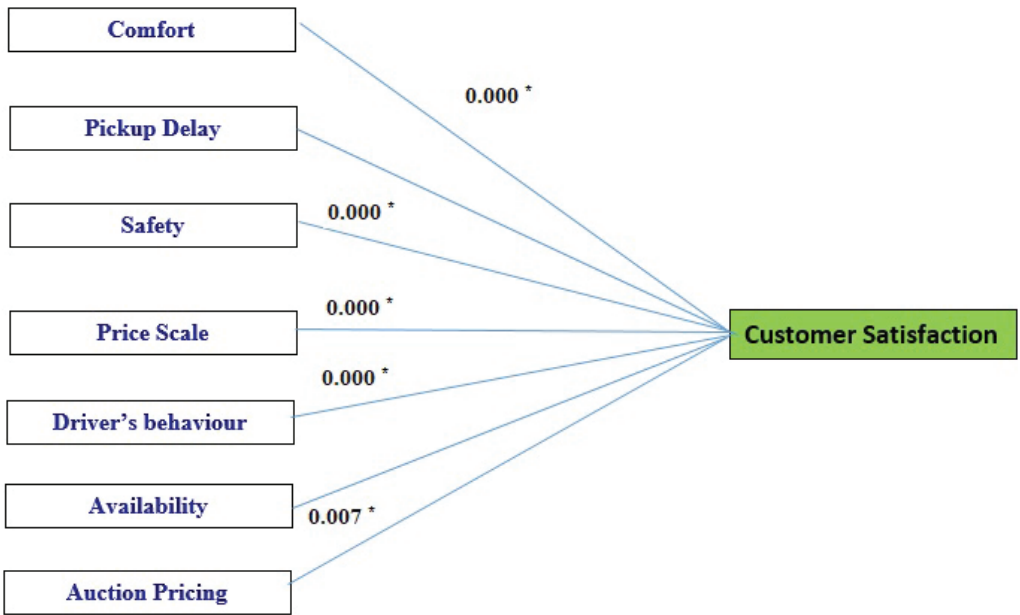 Comfort
0.000 *
Pickup Delay
0.000 *
Safety
0.000 *
Price Scale
Customer Satisfaction
0.000 *
Driver’s behaviour
Availability
0.007 *
Auction Pricing